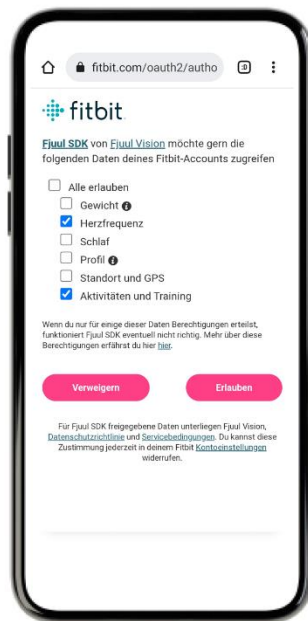 fitbit.com/oauth2/autho
:D
fitbit
Fjuul SDK von Fjuul Vision möchte gern die
folgenden Daten deines Fitbit-Accounts zugreifen
Alle erlauben
Gewicht
Herzfrequenz
Schlaf
Profil
Standort und GPS
Aktivitäten und Training
Wenn du nur für einige dieser Daten Berechtigungen erteilst,
funktioniert Fjuul SDK eventuell nicht richtig. Mehr über diese
Berechtigungen erfährst du hier hier.
Verweigern
Erlauben
Für Fjuul SDK freigegebene Daten unterliegen Fjuul Vision,
Datenschutzrichtlinie und Servicebedingungen. Du kannst diese
Zustimmung jederzeit in deinem Fitbit Kontoeinstellungen
widerrufen.